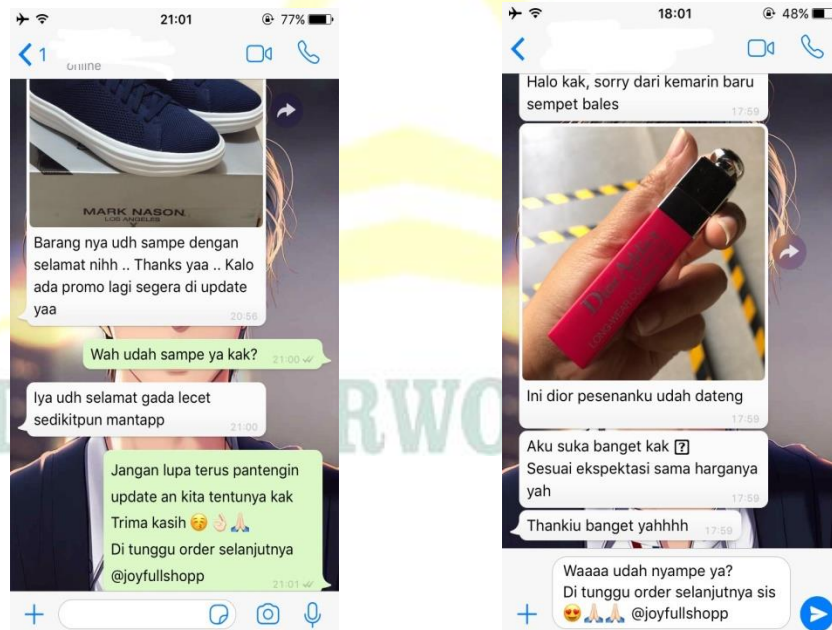 21:01
77%
1
online
MARK NASON
LOS ANGELES
Barang nya udh sampe dengan
selamat nihh .. Thanks yaa .. Kalo
ada promo lagi segera di update
yaa
20:56
Wah udah sampe ya kak?
21:00
Iya udh selamat gada lecet
sedikitpun mantapp
21:00
Jangan lupa terus pantengin
update an kita tentunya kak
Trima kasih 😚👌🏻🙏🏻
Di tunggu order selanjutnya
@joyfullshopp
21:01
RWO
18:01
48%
Halo kak, sorry dari kemarin baru
sempet bales
17:59
Dior Addict
Ini dior pesenanku udah dateng
17:59
Aku suka banget kak ?
Sesuai ekspektasi sama harganya
yah
17:59
Thankiu banget yahhhh
17:59
Waaaa udah nyampe ya?
Di tunggu order selanjutnya sis
😍🙏🏻🙏🏻 @joyfullshopp